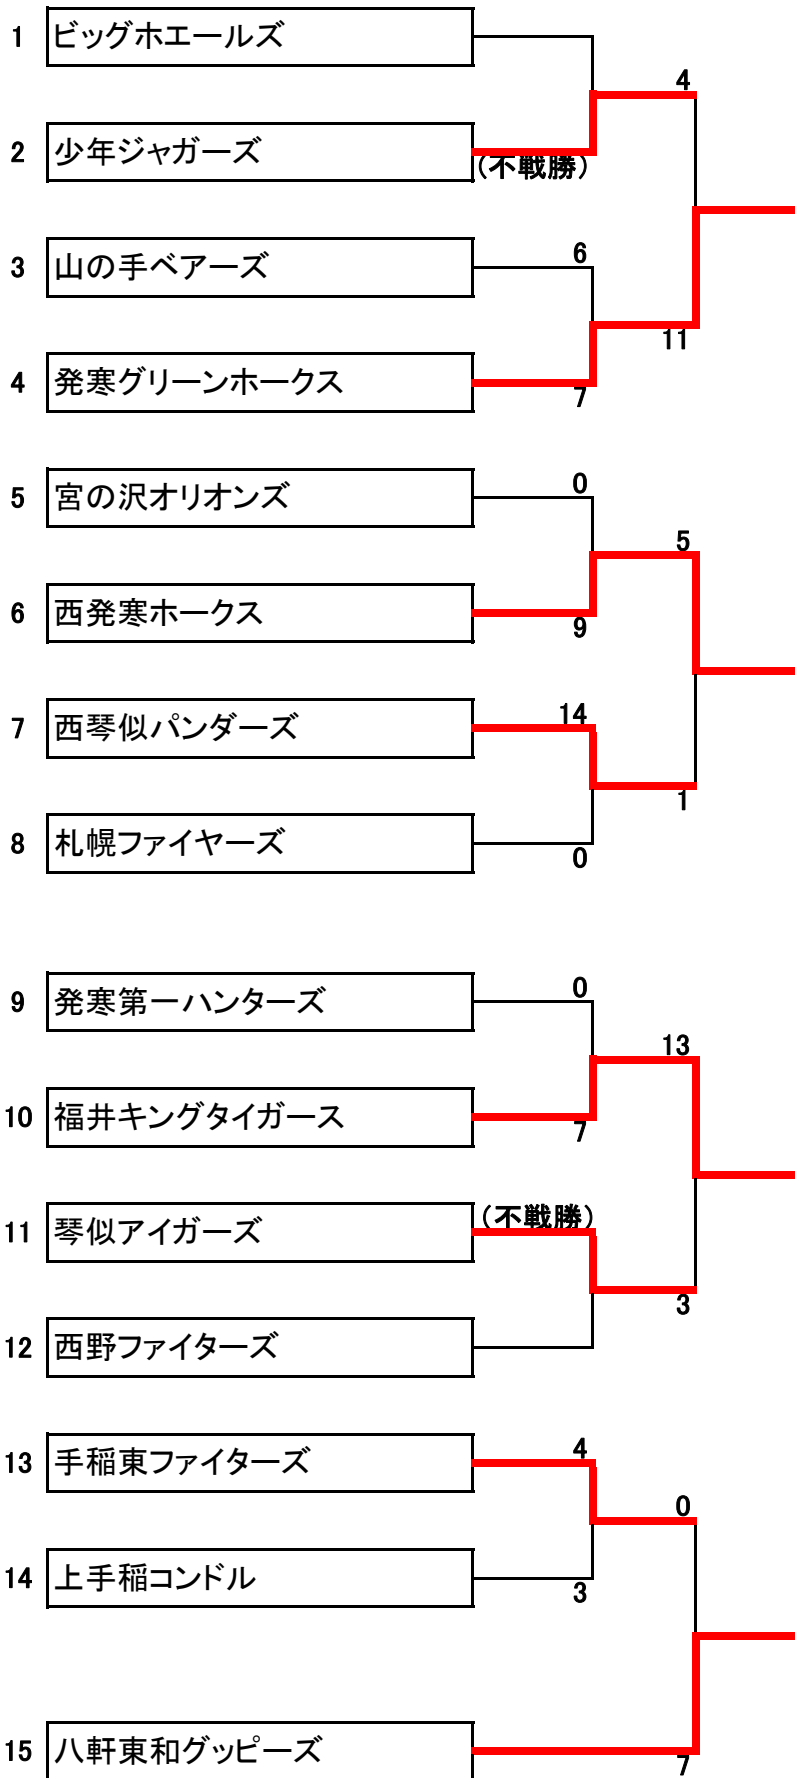 1 ビッグホエールズ
4
2 少年ジャガーズ
(不戦勝)
3 山の手ベアーズ
6
11
4 発寒グリーンホークス
7
5 宮の沢オリオンズ
0
5
6 西発寒ホークス
9
7 西琴似パンダーズ
14
1
8 札幌ファイヤーズ
0
9 発寒第一ハンターズ
0
13
10 福井キングタイガース
7
11 琴似アイガーズ
(不戦勝)
3
12 西野ファイターズ
13 手稲東ファイターズ
4
0
14 上手稲コンドル
3
15 八軒東和グッピーズ
7